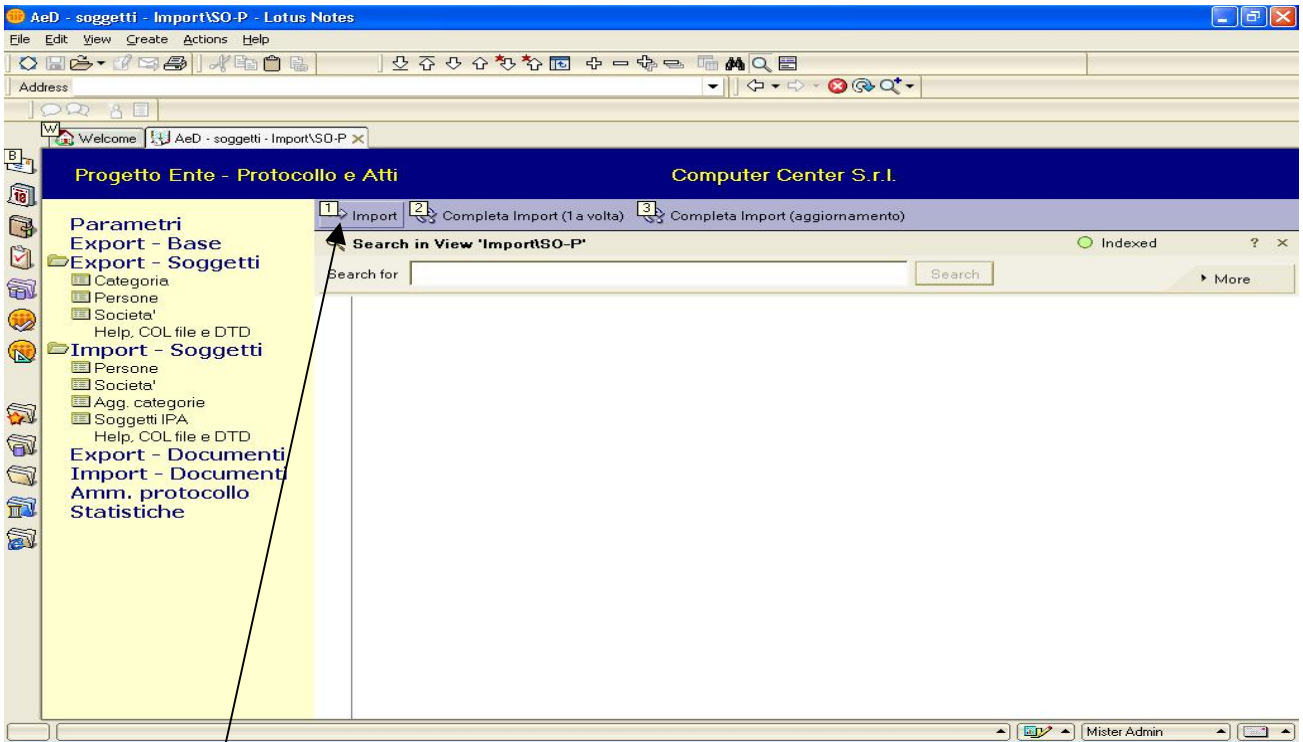 AeD - soggetti - Import\SO-P - Lotus Notes
File Edit View Create Actions Help
Address
W Welcome AeD - soggetti - Import\SO-P
B
Progetto Ente - Protocollo e Atti Computer Center S.r.l.
1 Import 2 Completa Import (1a volta) 3 Completa Import (aggiornamento)
Search in View 'Import\SO-P' Indexed ? ×
Search for Search More
Parametri
Export - Base
Export - Soggetti
Categoria
Persone
Societa'
Help, COL file e DTD
Import - Soggetti
Persone
Societa'
Agg. categorie
Soggetti IPA
Help, COL file e DTD
Export - Documenti
Import - Documenti
Amm. protocollo
Statistiche
18
Mister Admin